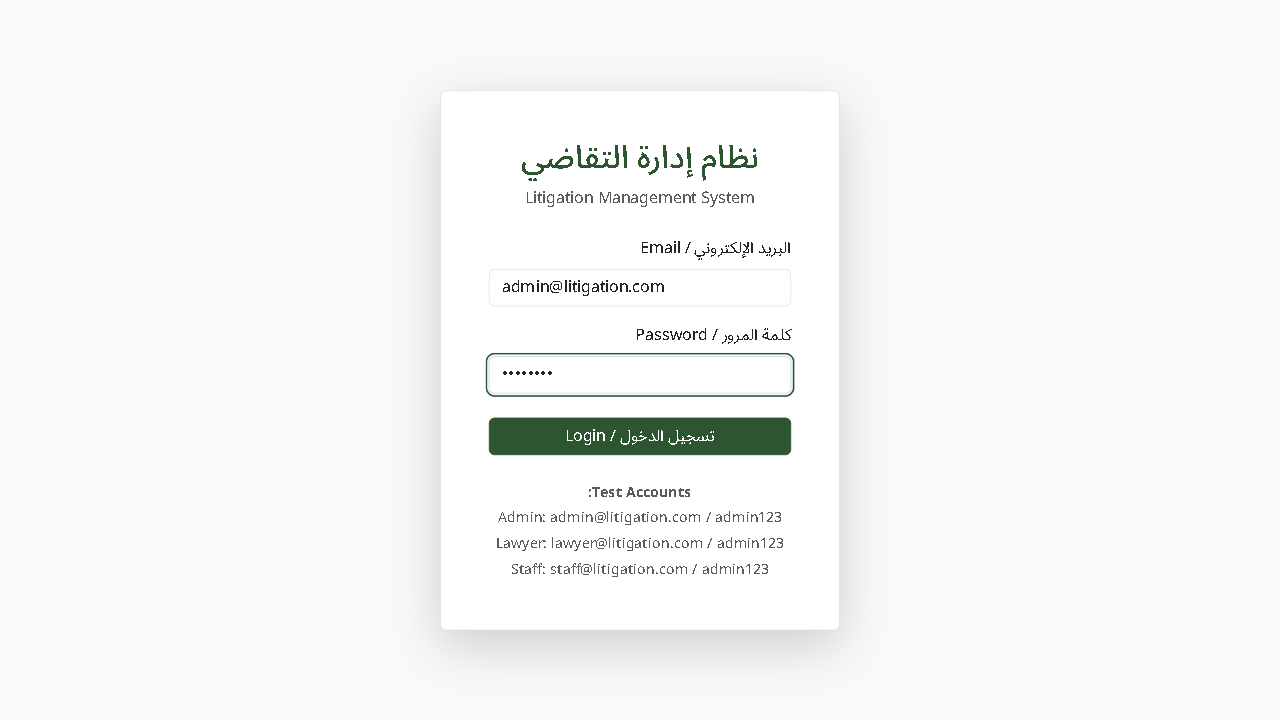 نظام إدارة التقاضي
Litigation Management System
البريد الإلكتروني / Email
admin@litigation.com
كلمة المرور / Password
••••••••
تسجيل الدخول / Login
:Test Accounts
Admin: admin@litigation.com / admin123
Lawyer: lawyer@litigation.com / admin123
Staff: staff@litigation.com / admin123